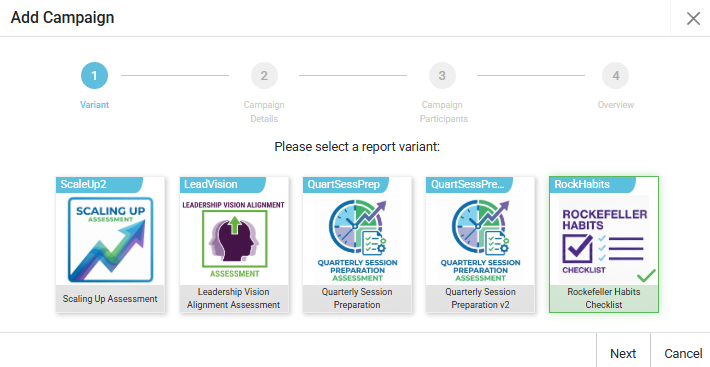 Add Campaign
1
2
3
4
Variant
Campaign
Details
Campaign
Participants
Overview
Please select a report variant:
ScaleUp2
SCALING UP
ASSESSMENT
Scaling Up Assessment
LeadVision
LEADERSHIP VISION ALIGNMENT
ASSESSMENT
Leadership Vision
Alignment Assessment
QuartSessPrep
QUARTERLY SESSION
PREPARATION
ASSESSMENT
Quarterly Session
Preparation
QuartSessPre...
QUARTERLY SESSION
PREPARATION
ASSESSMENT
Quarterly Session
Preparation v2
RockHabits
ROCKEFELLER
HABITS
CHECKLIST
Rockefeller Habits
Checklist
Next
Cancel